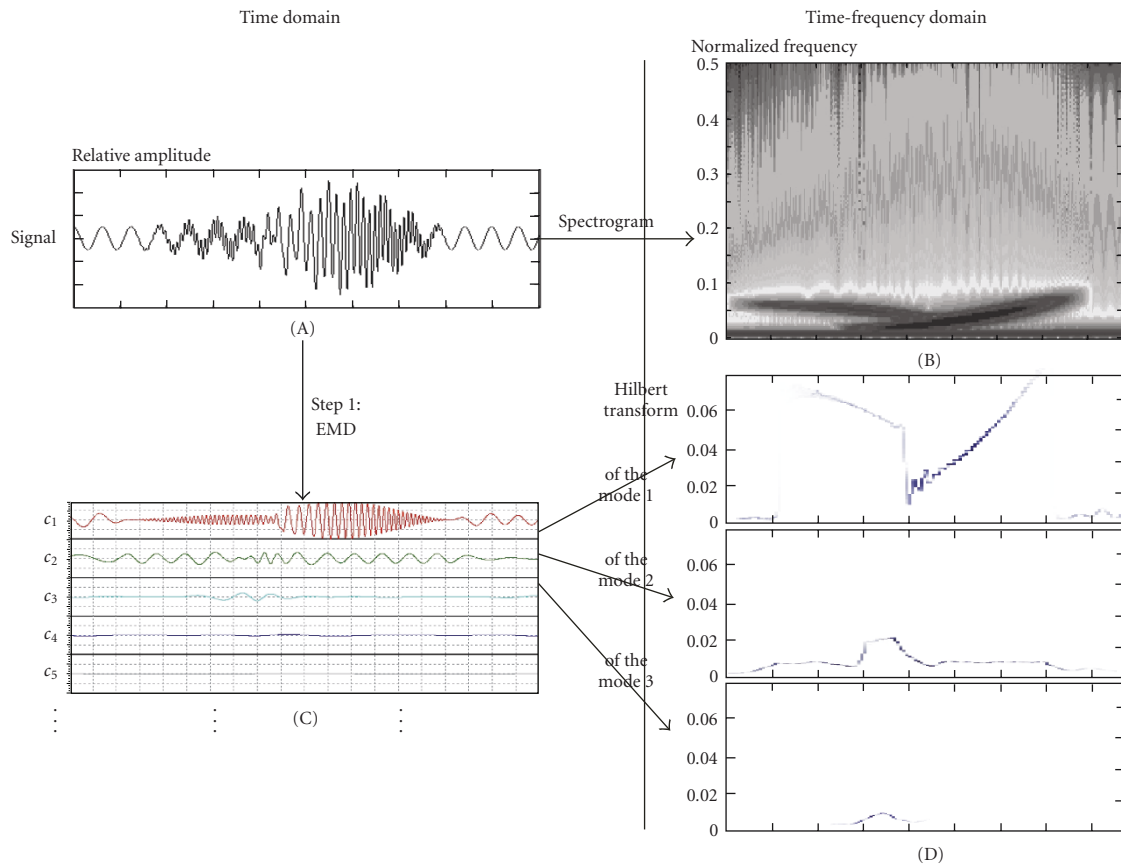 Time domain
Time-frequency domain
Normalized frequency
0.5
0.4
0.3
0.2
0.1
0
(B)
Relative amplitude
Signal
(A)
Spectrogram
Step 1:
EMD
c1
c2
c3
c4
c5
(C)
Hilbert
transform
of the
mode 1
of the
mode 2
of the
mode 3
0.06
0.04
0.02
0
0.06
0.04
0.02
0
0.06
0.04
0.02
0
(D)